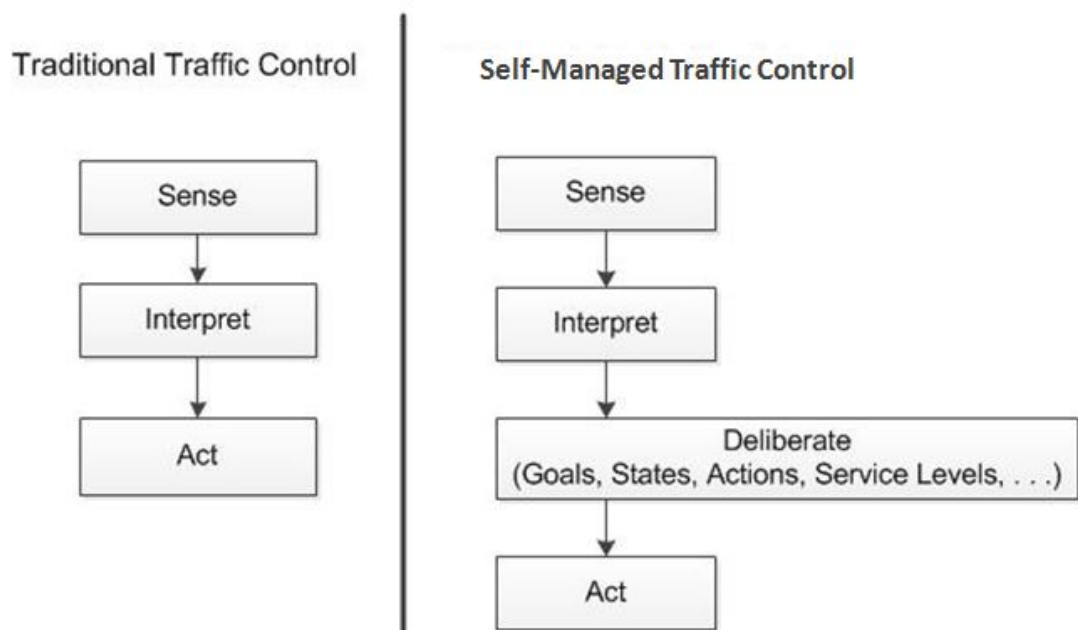 Traditional Traffic Control
Sense
Interpret
Act
Self-Managed Traffic Control
Sense
Interpret
Deliberate
(Goals, States, Actions, Service Levels, . . .)
Act